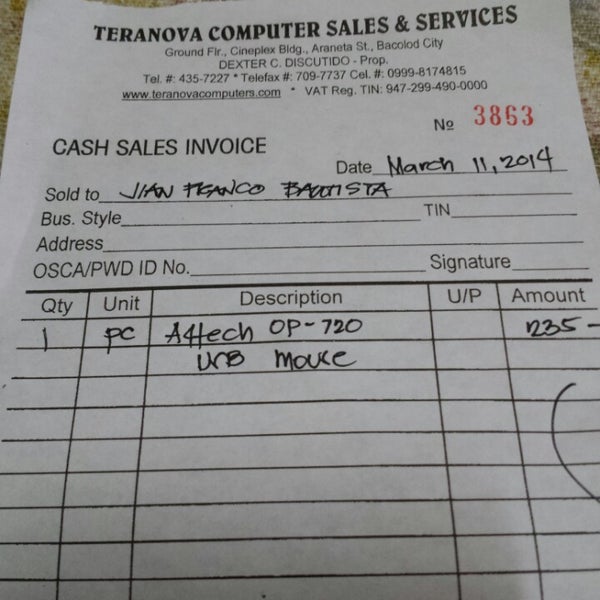 TERANOVA COMPUTER SALES & SERVICES
Ground Flr., Cineplex Bldg., Araneta St., Bacolod City
DEXTER C. DISCUTIDO - Prop.
Tel. #: 435-7227 * Telefax #: 709-7737 Cel. #: 0999-8174815
www.teranovacomputers.com * VAT Reg. TIN: 947-299-490-0000
No 3863
CASH SALES INVOICE
Date March 11, 2014
Sold to JIAN FRANCO BAUTISTA
Bus. Style TIN
Address
OSCA/PWD ID No. Signature
Qty Unit Description U/P Amount
1 pc A4tech OP-720 235-
USB Mouse